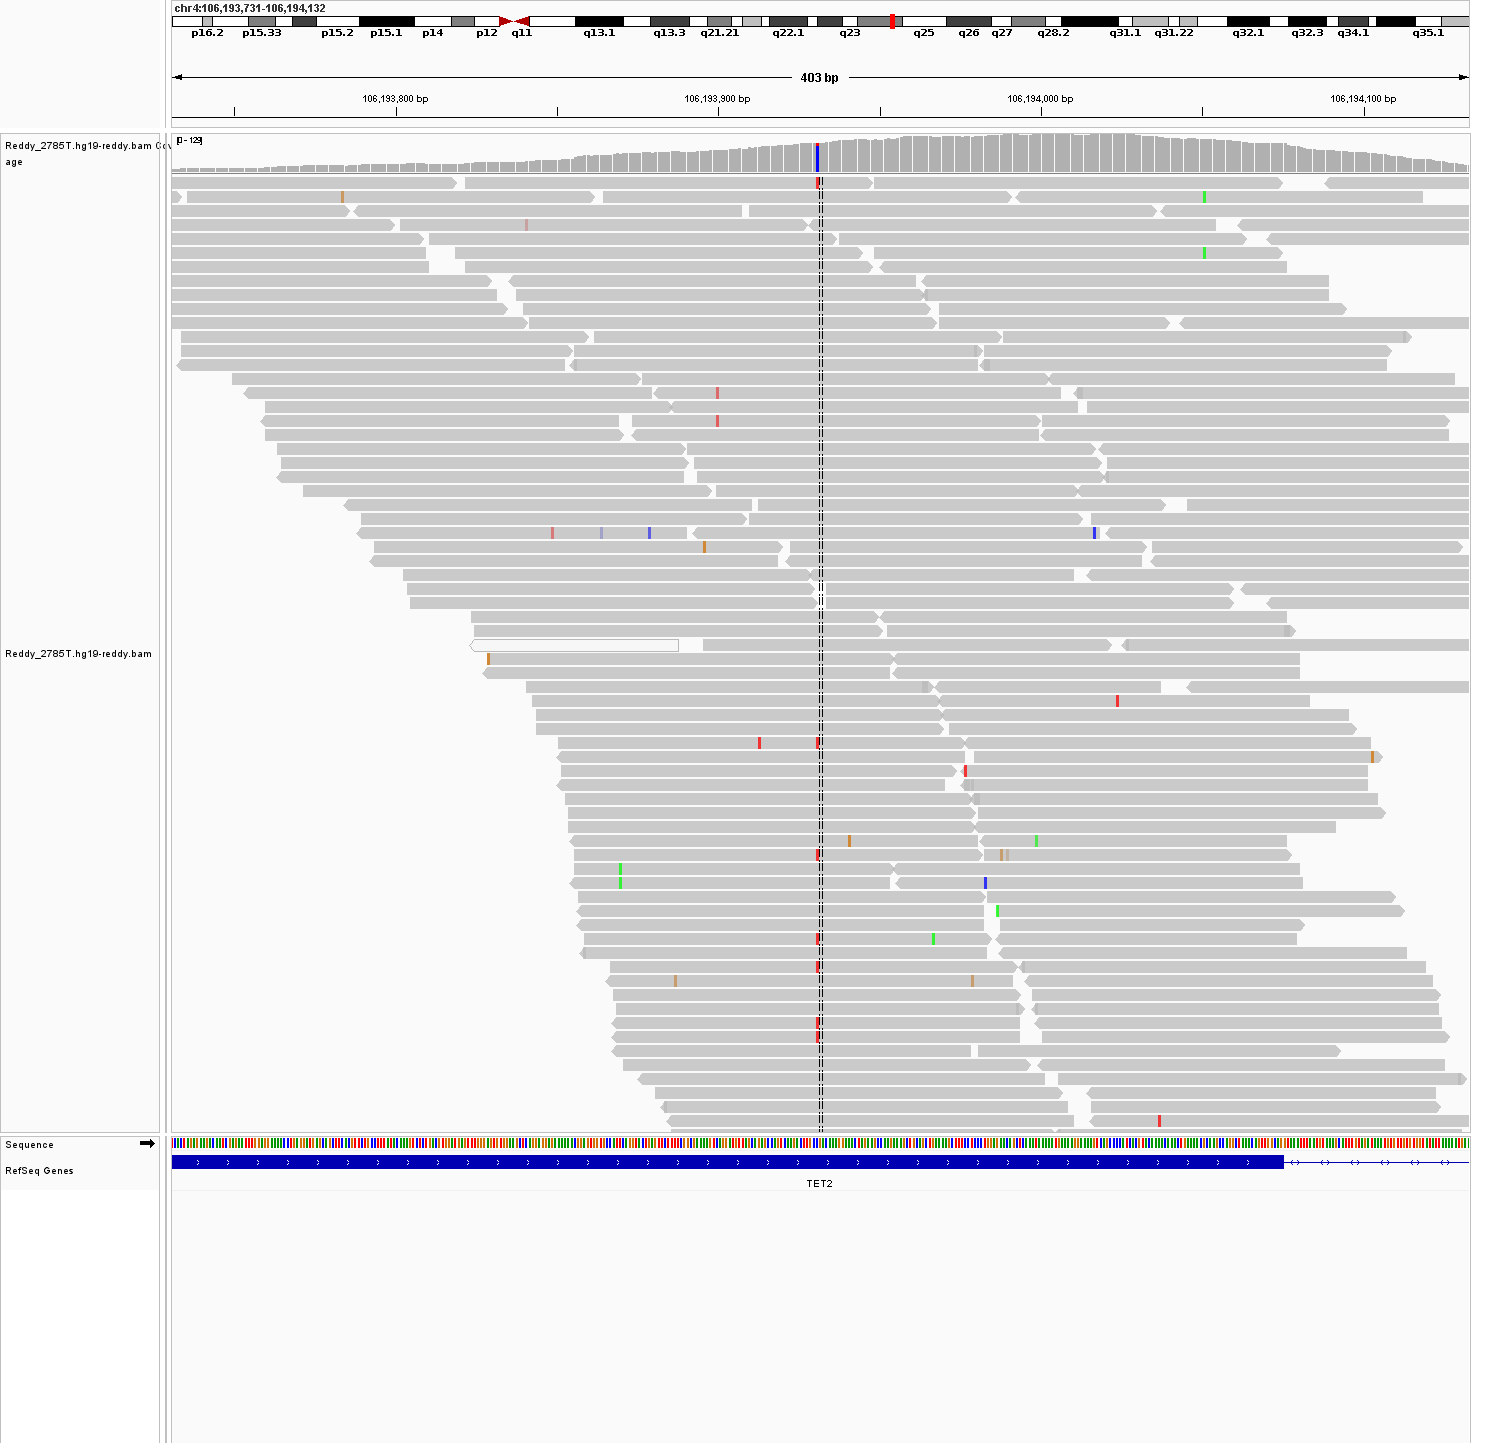 chr4:106,193,731-106,194,132
p16.2 p15.33 p15.2 p15.1 p14 p12 q11 q13.1 q13.3 q21.21 q22.1 q23 q25 q26 q27 q28.2 q31.1 q31.22 q32.1 q32.3 q34.1 q35.1
403 bp
106,193,800 bp 106,193,900 bp 106,194,000 bp 106,194,100 bp
[0 - 129]
Reddy_2785T.hg19-reddy.bam Cov
age
Reddy_2785T.hg19-reddy.bam
Sequence
RefSeq Genes
TET2